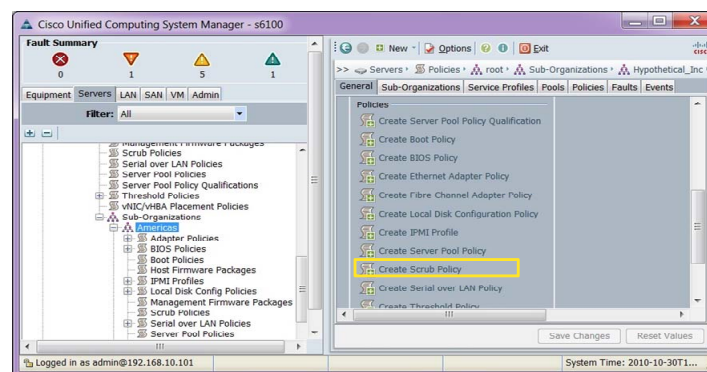 Cisco Unified Computing System Manager - s6100
Fault Summary
0 1 5 1
Equipment Servers LAN SAN VM Admin
Filter: All
Management Firmware Packages
Scrub Policies
Serial over LAN Policies
Server Pool Policies
Server Pool Policy Qualifications
Threshold Policies
vNIC/vHBA Placement Policies
Sub-Organizations
Americas
Adapter Policies
BIOS Policies
Boot Policies
Host Firmware Packages
IPMI Profiles
Local Disk Config Policies
Management Firmware Packages
Scrub Policies
Serial over LAN Policies
Server Pool Policies
New Options Exit
cisco
>> Servers Policies root Sub-Organizations Hypothetical_Inc
General Sub-Organizations Service Profiles Pools Policies Faults Events
Policies
Create Server Pool Policy Qualification
Create Boot Policy
Create BIOS Policy
Create Ethernet Adapter Policy
Create Fibre Channel Adapter Policy
Create Local Disk Configuration Policy
Create IPMI Profile
Create Server Pool Policy
Create Scrub Policy
Create Serial over LAN Policy
Create Threshold Policy
Save Changes Reset Values
Logged in as admin@192.168.10.101
System Time: 2010-10-30T1...